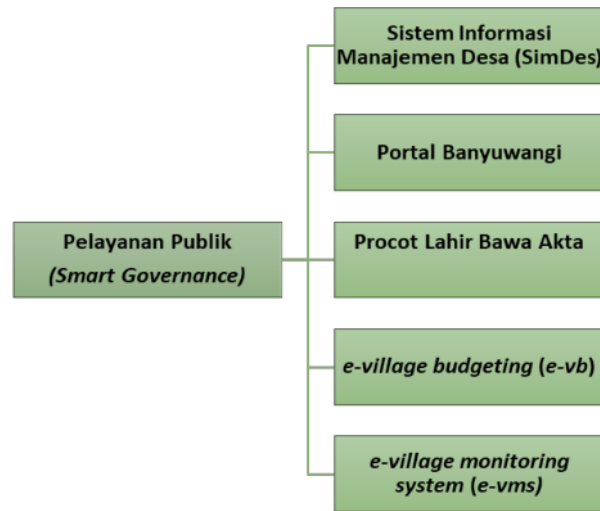 Sistem Informasi
Manajemen Desa (SimDes)
Portal Banyuwangi
Pelayanan Publik
(Smart Governance)
Procot Lahir Bawa Akta
e-village budgeting (e-vb)
e-village monitoring
system (e-vms)